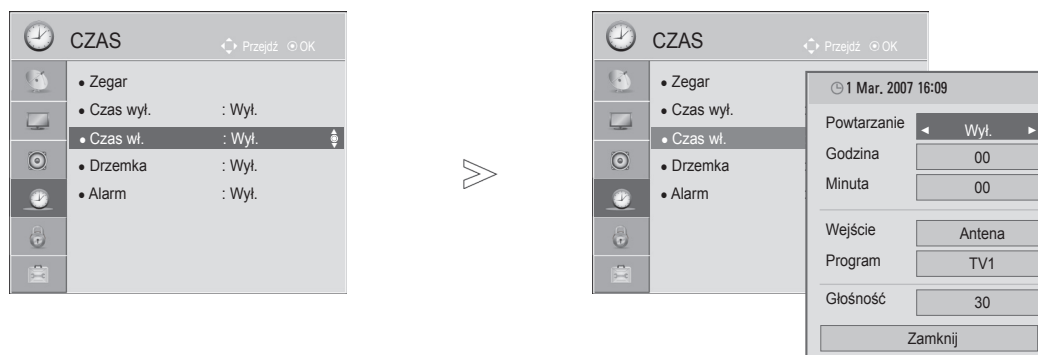 CZAS
Przejdź OK
• Zegar
• Czas wył. : Wył.
• Czas wł. : Wył.
• Drzemka : Wył.
• Alarm : Wył.
CZAS
Przejdź OK
• Zegar
• Czas wył. :
• Czas wł.
• Drzemka :
• Alarm :
1 Mar. 2007 16:09
Powtarzanie ◄ Wył. ►
Godzina 00
Minuta 00
Wejście Antena
Program TV1
Głośność 30
Zamknij